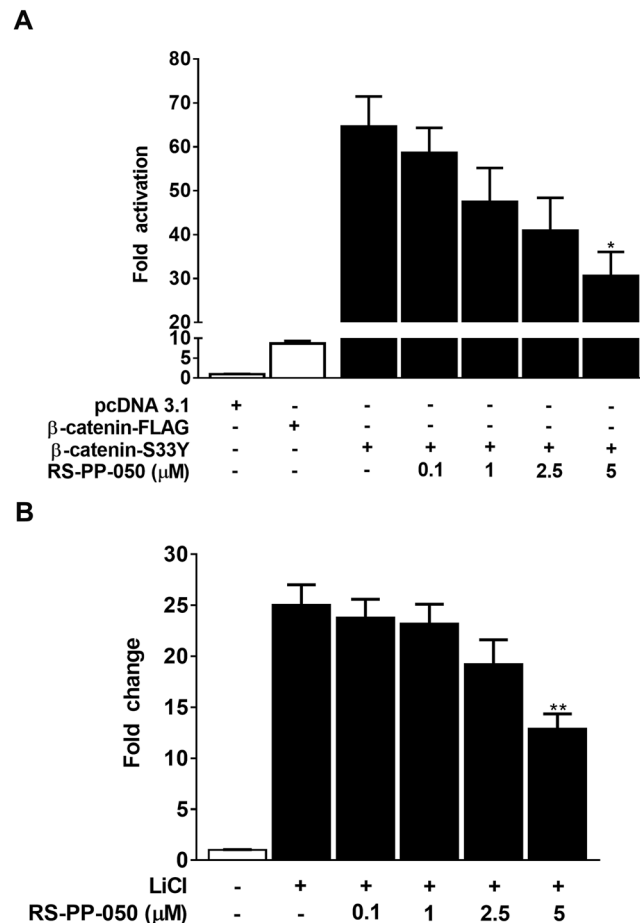 A
Fold activation
80
70
60
50
40
30
20
10
5
0
*
pcDNA 3.1 + - - - - - -
β-catenin-FLAG - + - - - - -
β-catenin-S33Y - - + + + + +
RS-PP-050 (μM) - - - 0.1 1 2.5 5
B
Fold change
30
25
20
15
10
5
0
**
LiCl - + + + + +
RS-PP-050 (μM) - - 0.1 1 2.5 5